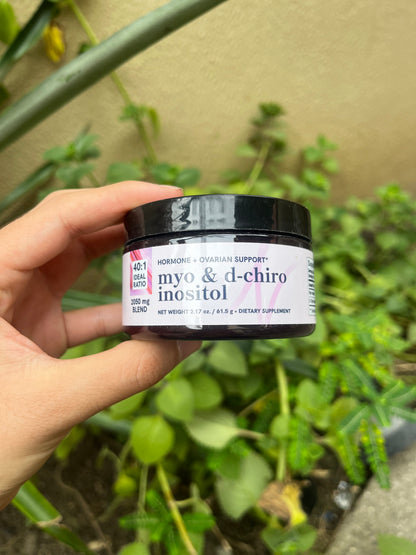 HORMONE + OVARIAN SUPPORT*
40:1
IDEAL
RATIO
2050 mg
BLEND
myo & d-chiro
inositol
NET WEIGHT 2.17 oz. / 61.5 g • DIETARY SUPPLEMENT